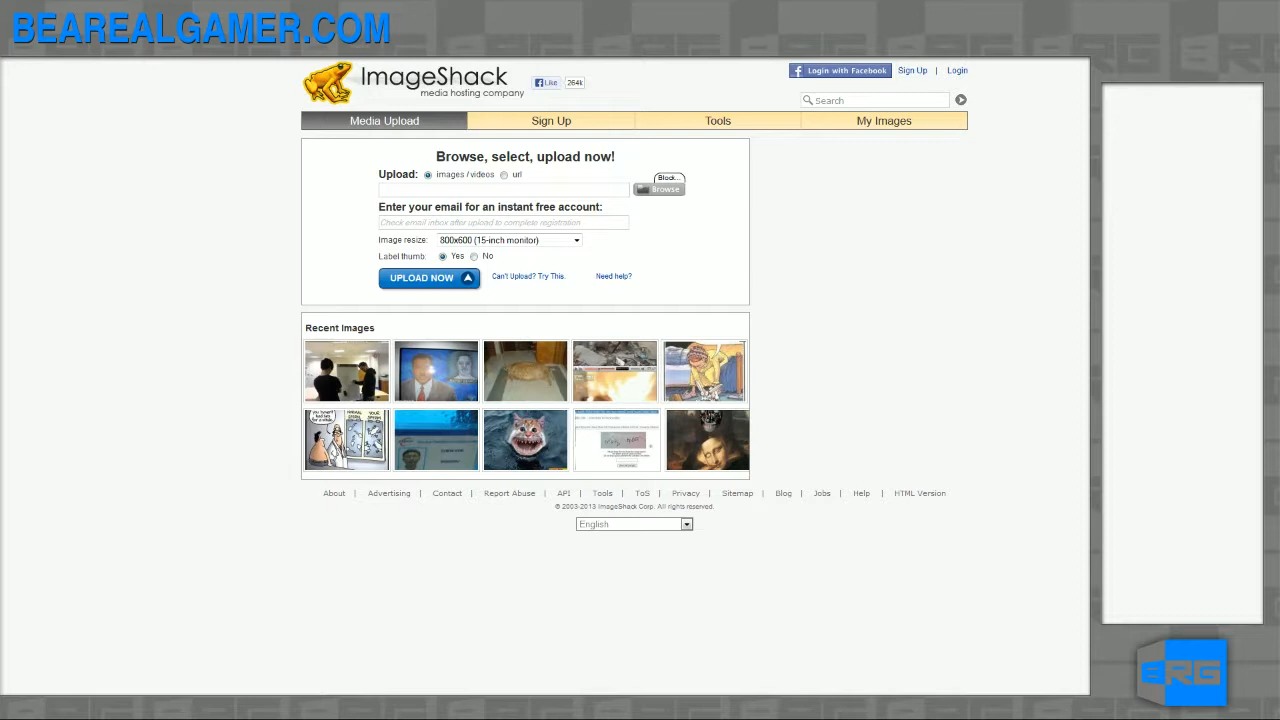 BEAREALGAMER.COM
ImageShack
media hosting company
Like
264k
Login with Facebook
Sign Up | Login
Search
Media Upload
Sign Up
Tools
My Images
Browse, select, upload now!
Upload: images / videos url
Block...
Browse
Enter your email for an instant free account:
Check email inbox after upload to complete registration
Image resize: 800x600 (15-inch monitor)
Label thumb: Yes No
UPLOAD NOW
Can't Upload? Try This.
Need help?
Recent Images
About | Advertising | Contact | Report Abuse | API | Tools | ToS | Privacy | Sitemap | Blog | Jobs | Help | HTML Version
© 2003-2013 ImageShack Corp. All rights reserved.
English
BRG